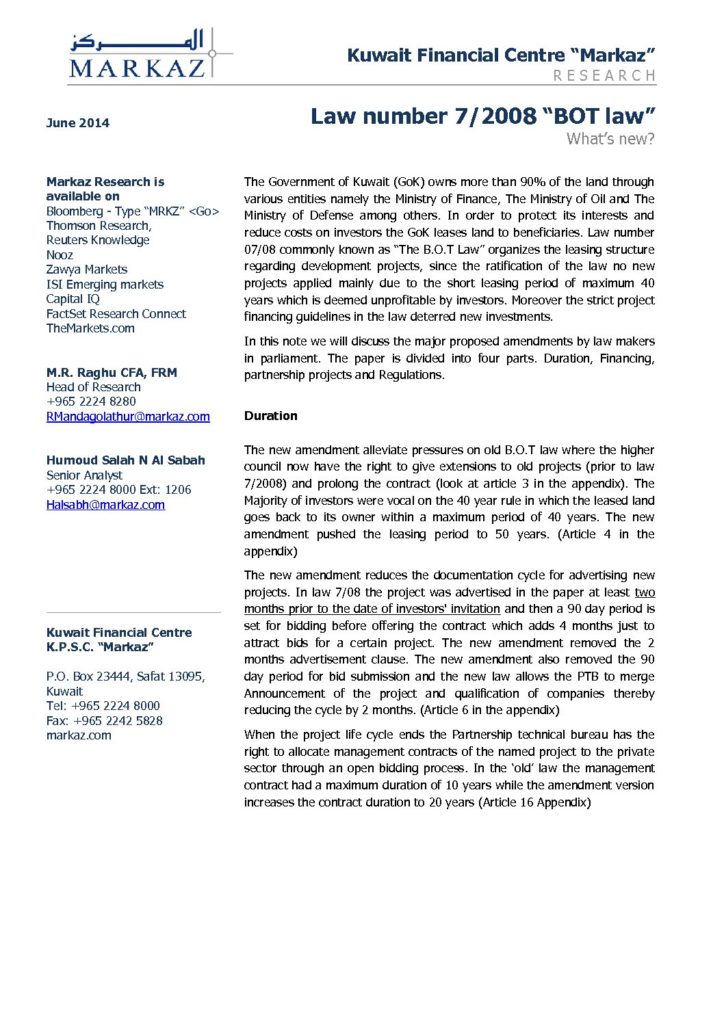 المركز
MARKAZ
Kuwait Financial Centre “Markaz”
RESEARCH
June 2014
Law number 7/2008 “BOT law”
What’s new?
Markaz Research is
available on
Bloomberg - Type “MRKZ” <Go>
Thomson Research,
Reuters Knowledge
Nooz
Zawya Markets
ISI Emerging markets
Capital IQ
FactSet Research Connect
TheMarkets.com
M.R. Raghu CFA, FRM
Head of Research
+965 2224 8280
RMandagolathur@markaz.com
Humoud Salah N Al Sabah
Senior Analyst
+965 2224 8000 Ext: 1206
Halsabh@markaz.com
Kuwait Financial Centre
K.P.S.C. “Markaz”
P.O. Box 23444, Safat 13095,
Kuwait
Tel: +965 2224 8000
Fax: +965 2242 5828
markaz.com
The Government of Kuwait (GoK) owns more than 90% of the land through
various entities namely the Ministry of Finance, The Ministry of Oil and The
Ministry of Defense among others. In order to protect its interests and
reduce costs on investors the GoK leases land to beneficiaries. Law number
07/08 commonly known as “The B.O.T Law” organizes the leasing structure
regarding development projects, since the ratification of the law no new
projects applied mainly due to the short leasing period of maximum 40
years which is deemed unprofitable by investors. Moreover the strict project
financing guidelines in the law deterred new investments.
In this note we will discuss the major proposed amendments by law makers
in parliament. The paper is divided into four parts. Duration, Financing,
partnership projects and Regulations.
Duration
The new amendment alleviate pressures on old B.O.T law where the higher
council now have the right to give extensions to old projects (prior to law
7/2008) and prolong the contract (look at article 3 in the appendix). The
Majority of investors were vocal on the 40 year rule in which the leased land
goes back to its owner within a maximum period of 40 years. The new
amendment pushed the leasing period to 50 years. (Article 4 in the
appendix)
The new amendment reduces the documentation cycle for advertising new
projects. In law 7/08 the project was advertised in the paper at least two
months prior to the date of investors' invitation and then a 90 day period is
set for bidding before offering the contract which adds 4 months just to
attract bids for a certain project. The new amendment removed the 2
months advertisement clause. The new amendment also removed the 90
day period for bid submission and the new law allows the PTB to merge
Announcement of the project and qualification of companies thereby
reducing the cycle by 2 months. (Article 6 in the appendix)
When the project life cycle ends the Partnership technical bureau has the
right to allocate management contracts of the named project to the private
sector through an open bidding process. In the ‘old’ law the management
contract had a maximum duration of 10 years while the amendment version
increases the contract duration to 20 years (Article 16 Appendix)